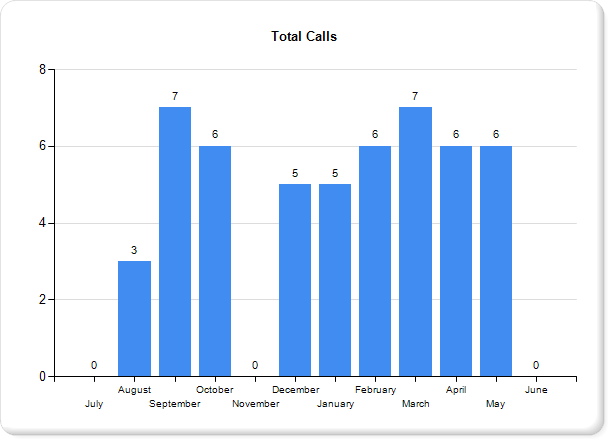 Total Calls
8
7
7
6
6
6
6
6
5
5
4
3
2
0
0
0
0
August
October
December
February
April
June
July
September
November
January
March
May